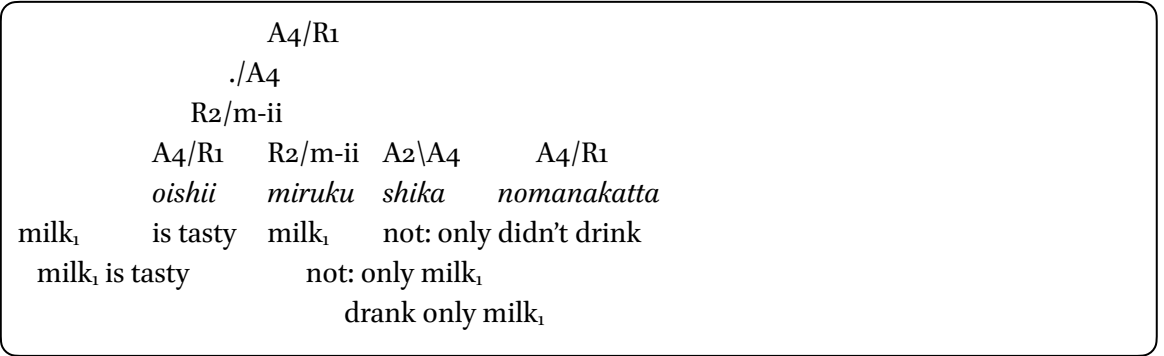 A4/R1
./A4
R2/m-ii
A4/R1 R2/m-ii A2\A4 A4/R1
oishii miruku shika nomanakatta
milk₁ is tasty milk₁ not: only didn't drink
milk₁ is tasty not: only milk₁
drank only milk₁